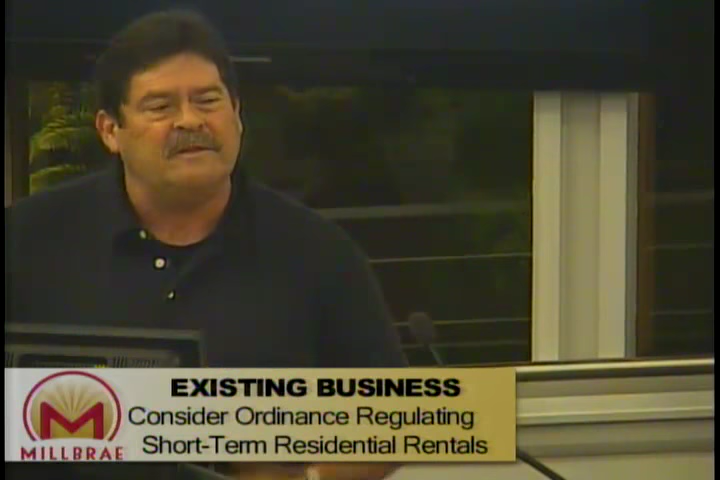 EXISTING BUSINESS
Consider Ordinance Regulating
Short-Term Residential Rentals
M
MILLBRAE